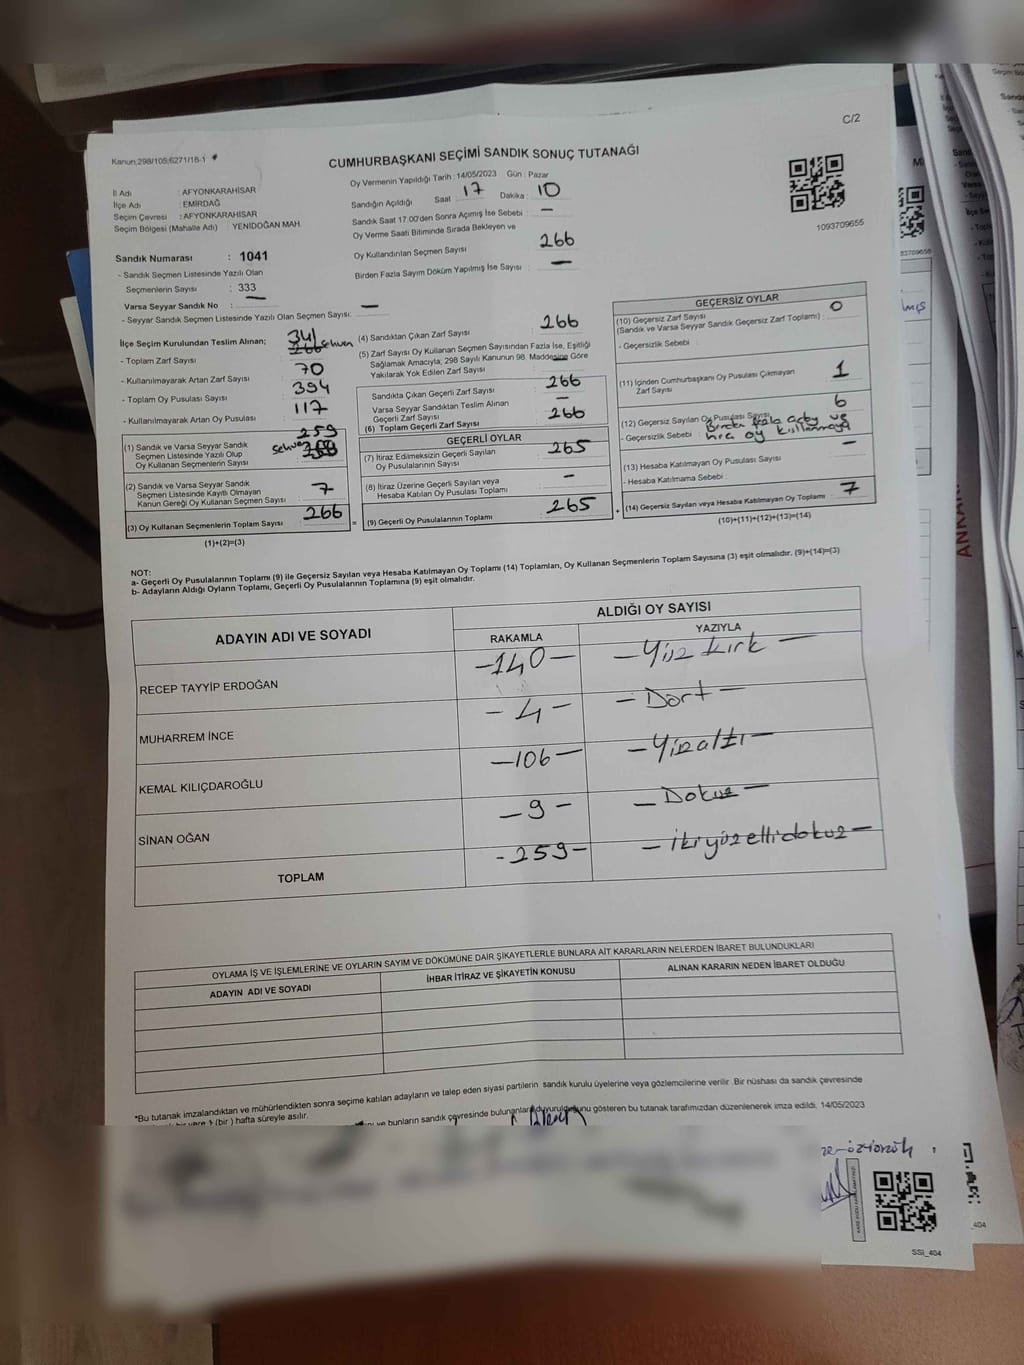 C/2
Kanun;298/105;6271/18-1
CUMHURBAŞKANI SEÇİMİ SANDIK SONUÇ TUTANAĞI
İl Adı : AFYONKARAHİSAR
İlçe Adı : EMİRDAĞ
Seçim Çevresi : AFYONKARAHİSAR
Seçim Bölgesi (Mahalle Adı) : YENİDOĞAN MAH.
Oy Vermenin Yapıldığı Tarih : 14/05/2023 Gün : Pazar
Sandığın Açıldığı Saat 17 Dakika : 10
Sandık Saat 17.00'den Sonra Açımış İse Sebebi : —
Oy Verme Saati Bitiminde Sırada Bekleyen ve
Oy Kullandırılan Seçmen Sayısı : 266
Birden Fazla Sayım Döküm Yapılmış İse Sayısı : —
1093709655
Sandık Numarası : 1041
- Sandık Seçmen Listesinde Yazılı Olan
Seçmenlerin Sayısı : 333
Varsa Seyyar Sandık No : —
- Seyyar Sandık Seçmen Listesinde Yazılı Olan Seçmen Sayısı: —
İlçe Seçim Kurulundan Teslim Alınan;
- Toplam Zarf Sayısı : 341 266 sehven
- Kullanılmayarak Artan Zarf Sayısı : 70
- Toplam Oy Pusulası Sayısı : 394
- Kullanılmayarak Artan Oy Pusulası : 117
(1) Sandık ve Varsa Seyyar Sandık
Seçmen Listesinde Yazılı Olup
Oy Kullanan Seçmenlerin Sayısı : 259 sehven
(2) Sandık ve Varsa Seyyar Sandık
Seçmen Listesinde Kayıtlı Olmayan
Kanun Gereği Oy Kullanan Seçmen Sayısı : 7
(3) Oy Kullanan Seçmenlerin Toplam Sayısı : 266
(1)+(2)=(3)
(4) Sandıktan Çıkan Zarf Sayısı : 266
(5) Zarf Sayısı Oy Kullanan Seçmen Sayısından Fazla İse, Eşitliği
Sağlamak Amacıyla, 298 Sayılı Kanunun 98. Maddesine Göre
Yakılarak Yok Edilen Zarf Sayısı : —
Sandıkta Çıkan Geçerli Zarf Sayısı : 266
Varsa Seyyar Sandıktan Teslim Alınan
Geçerli Zarf Sayısı : —
(6) Toplam Geçerli Zarf Sayısı : 266
GEÇERLİ OYLAR
(7) İtiraz Edilmeksizin Geçerli Sayılan
Oy Pusulalarının Sayısı : 265
(8) İtiraz Üzerine Geçerli Sayılan veya
Hesaba Katılan Oy Pusulası Toplamı : —
(9) Geçerli Oy Pusulalarının Toplamı : 265
GEÇERSİZ OYLAR
(10) Geçersiz Zarf Sayısı
(Sandık ve Varsa Seyyar Sandık Geçersiz Zarf Toplamı) : 0
- Geçersizlik Sebebi :
(11) İçinden Cumhurbaşkanı Oy Pusulası Çıkmayan
Zarf Sayısı : 1
(12) Geçersiz Sayılan Oy Pusulası Sayısı : 6
- Geçersizlik Sebebi : Birden fazla ve
hiç oy
(13) Hesaba Katılmayan Oy Pusulası Sayısı : —
- Hesaba Katılmama Sebebi :
(14) Geçersiz Sayılan veya Hesaba Katılmayan Oy Toplamı : 7
(10)+(11)+(12)+(13)=(14)
NOT:
a- Geçerli Oy Pusulalarının Toplamı (9) ile Geçersiz Sayılan veya Hesaba Katılmayan Oy Toplamı (14) Toplamları, Oy Kullanan Seçmenlerin Toplam Sayısına (3) eşit olmalıdır. (9)+(14)=(3)
b- Adayların Aldığı Oyların Toplamı, Geçerli Oy Pusulalarının Toplamına (9) eşit olmalıdır.
ADAYIN ADI VE SOYADI
ALDIĞI OY SAYISI
RAKAMLA YAZIYLA
RECEP TAYYİP ERDOĞAN -140- -Yüz kırk-
MUHARREM İNCE -4- -Dört-
KEMAL KILIÇDAROĞLU -106- -Yüzaltı-
SİNAN OĞAN -9- -Dokuz-
TOPLAM -259- -ikiyüzellidokuz-
OYLAMA İŞ VE İŞLEMLERİNE VE OYLARIN SAYIM VE DÖKÜMÜNE DAİR ŞİKAYETLERLE BUNLARA AİT KARARLARIN NELERDEN İBARET BULUNDUKLARI
ADAYIN ADI VE SOYADI İHBAR İTİRAZ VE ŞİKAYETİN KONUSU ALINAN KARARIN NEDEN İBARET OLDUĞU
*Bu tutanak imzalandıktan ve mühürlendikten sonra seçime katılan adayların ve talep eden siyasi partilerin sandık kurulu üyelerine veya gözlemcilerine verilir .Bir nüshası da sandık çevresinde
(bir) hafta süreyle asılır.
ve bunların sandık çevresinde bulunanlara duyurulduğunu gösteren bu tutanak tarafımızdan düzenlenerek imza edildi. 14/05/2023
SSİ_404
_404
ANKARA